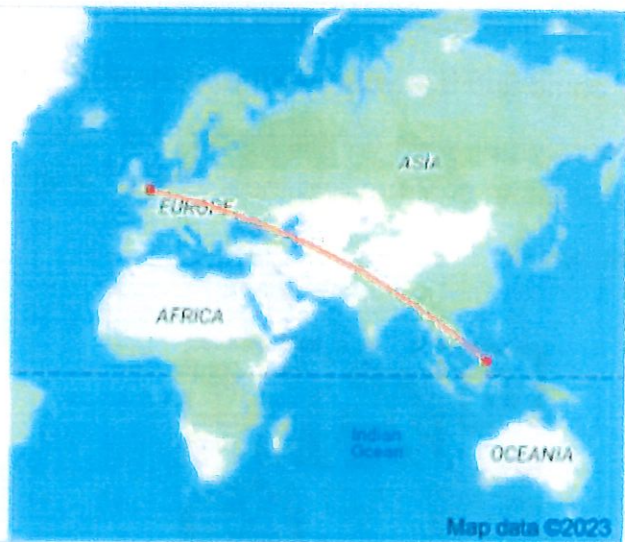 ASIA
EUROPE
AFRICA
Indian
Ocean
OCEANIA
Map data ©2023